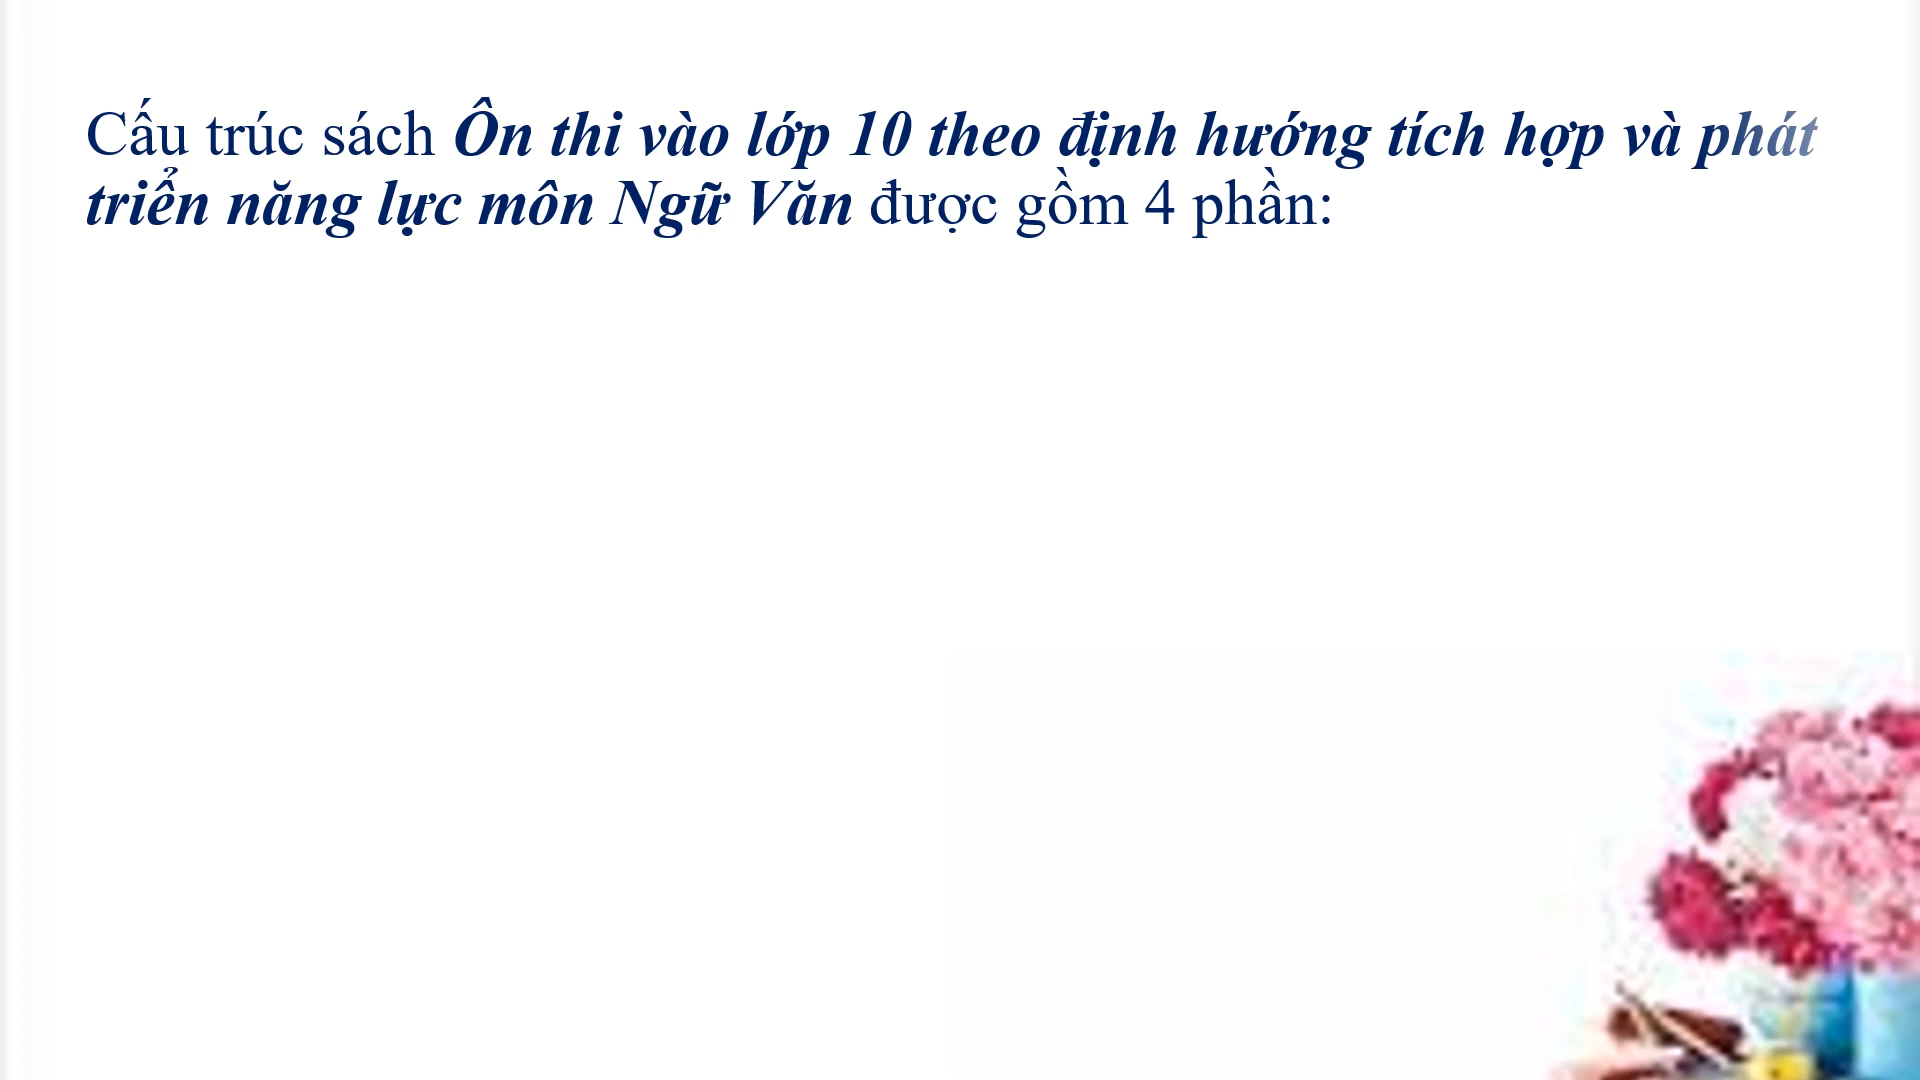 Cấu trúc sách Ôn thi vào lớp 10 theo định hướng tích hợp và phát
triển năng lực môn Ngữ Văn được gồm 4 phần: